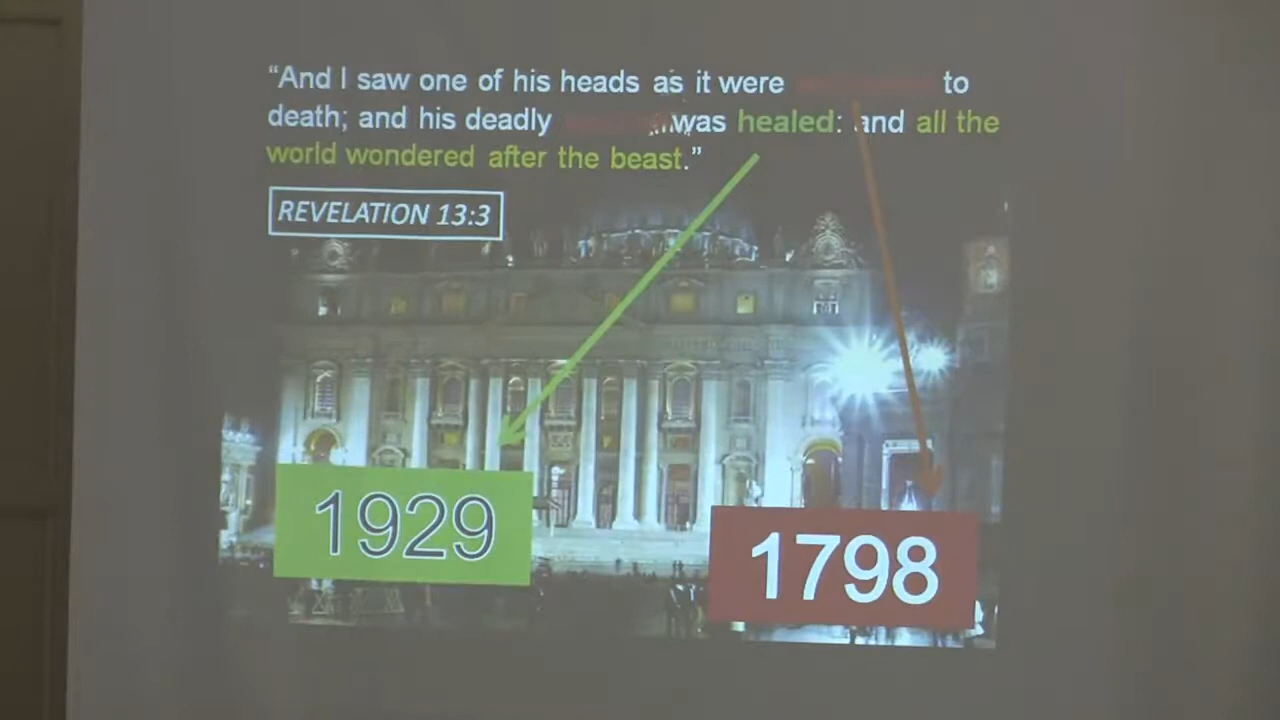 “And I saw one of his heads as it were to
death; and his deadly was healed: and all the
world wondered after the beast.”
REVELATION 13:3
1929
1798